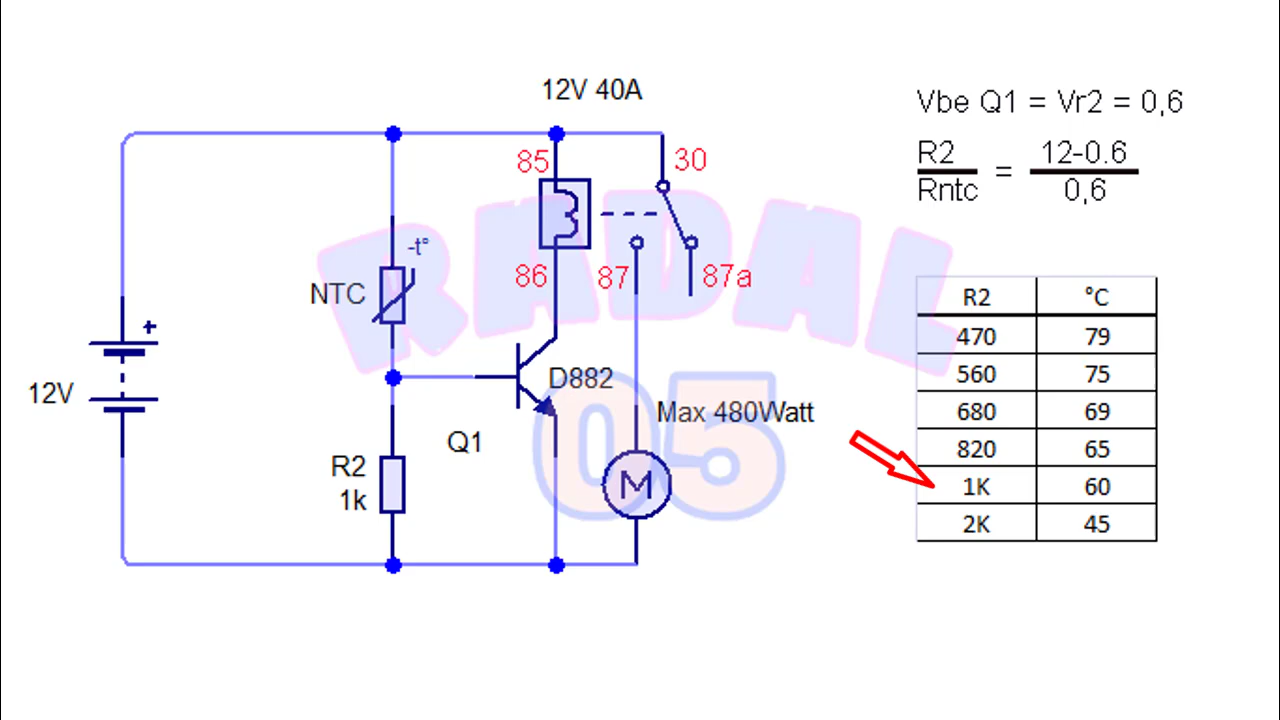 12V 40A
Vbe Q1 = Vr2 = 0,6
R2 = 12-0.6
Rntc 0,6
85
30
-t°
86
87
87a
NTC
+
12V
D882
Max 480Watt
Q1
R2
1k
M
RADAL
05
R2 °C
470 79
560 75
680 69
820 65
1K 60
2K 45